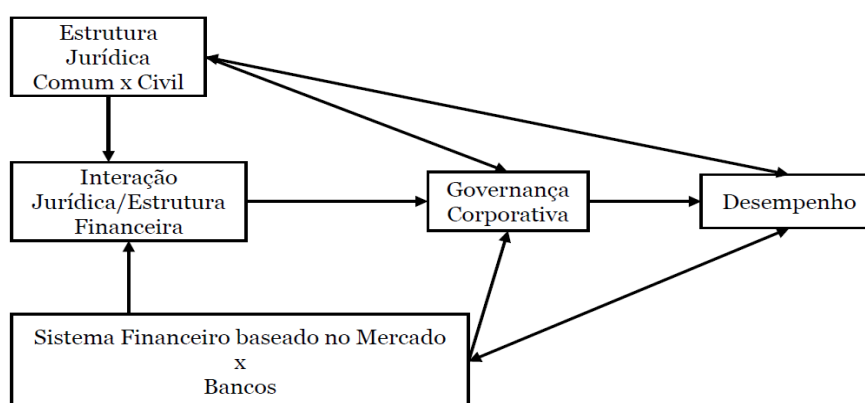 Estrutura
Jurídica
Comum x Civil
Interação
Jurídica/Estrutura
Financeira
Governança
Corporativa
Desempenho
Sistema Financeiro baseado no Mercado
x
Bancos